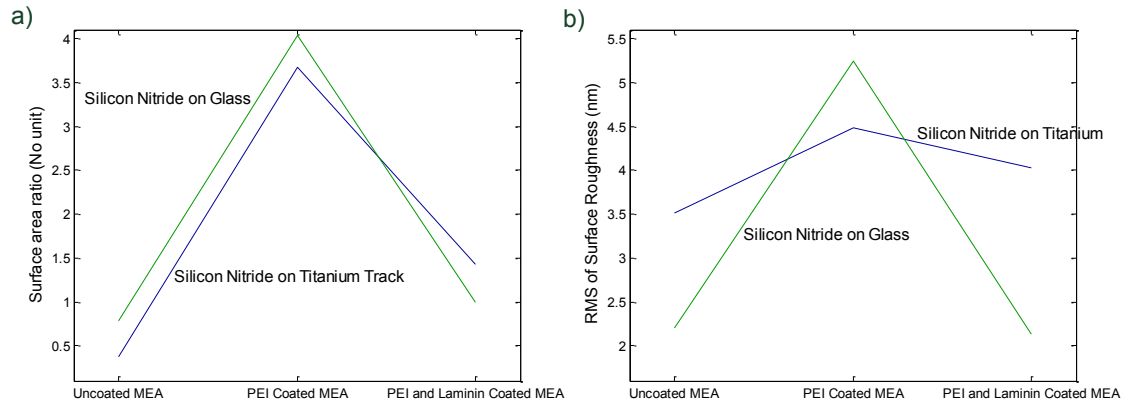 a)
Surface area ratio (No unit)
4
3.5
3
2.5
2
1.5
1
0.5
Silicon Nitride on Glass
Silicon Nitride on Titanium Track
Uncoated MEA
PEI Coated MEA
PEI and Laminin Coated MEA
b)
RMS of Surface Roughness (nm)
5.5
5
4.5
4
3.5
3
2.5
2
Silicon Nitride on Titanium
Silicon Nitride on Glass
Uncoated MEA
PEI Coated MEA
PEI and Laminin Coated MEA